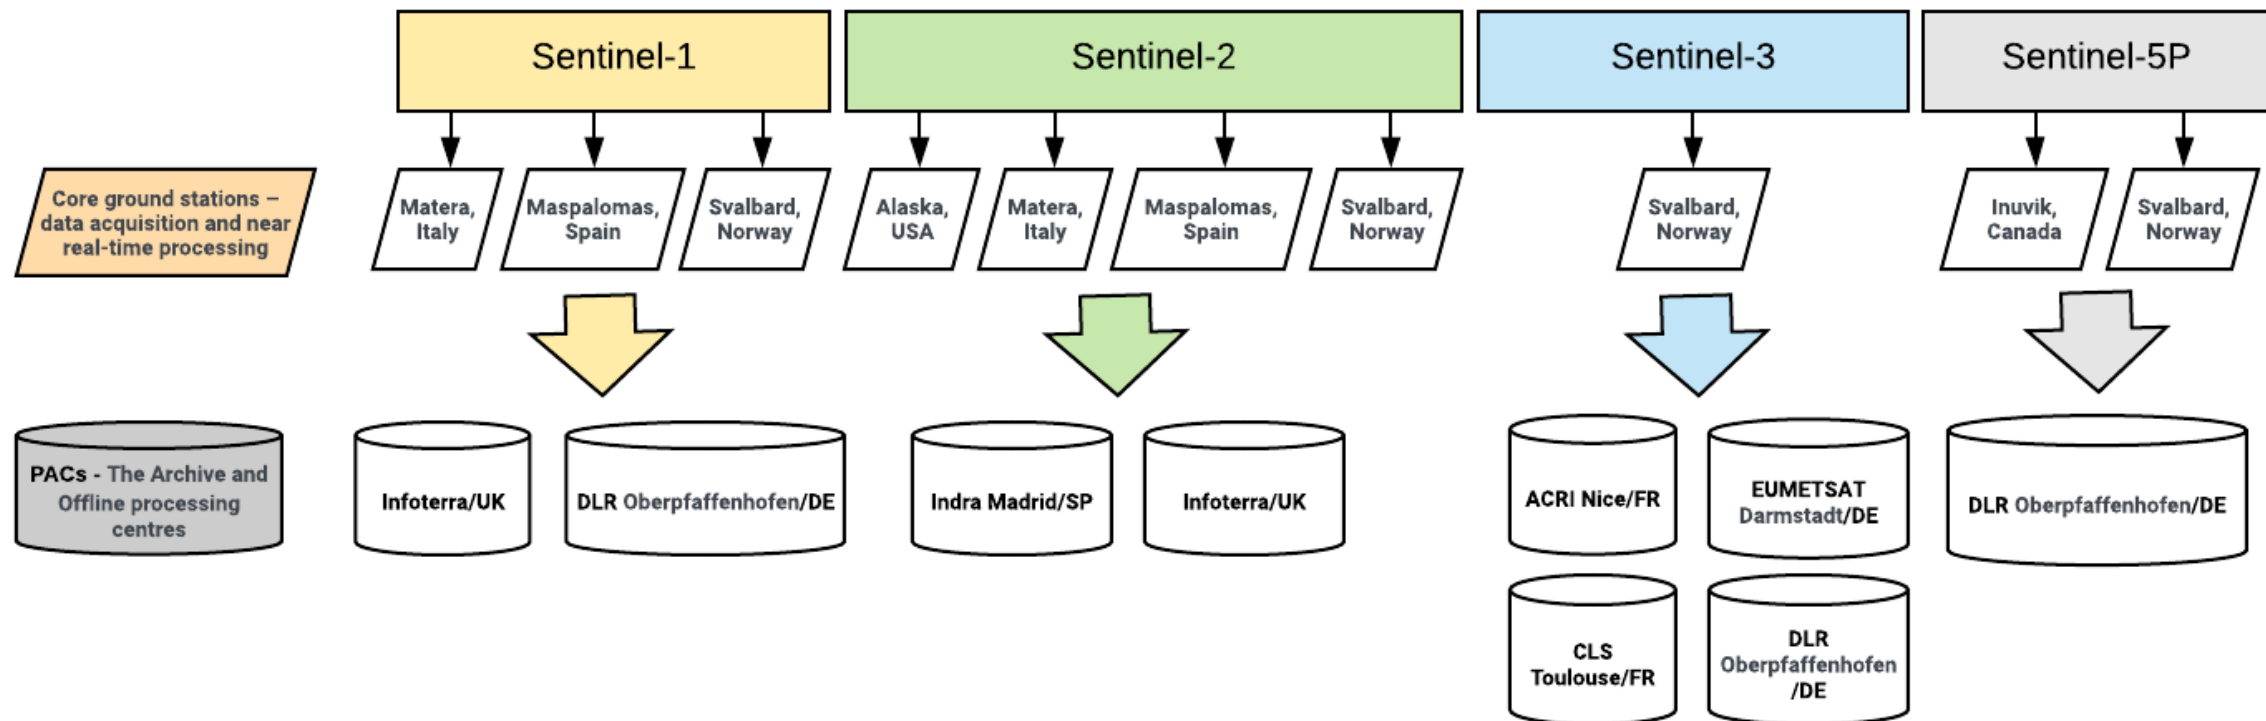 Sentinel-1
Sentinel-2
Sentinel-3
Sentinel-5P
Core ground stations –
data acquisition and near
real-time processing
Matera,
Italy
Maspalomas,
Spain
Svalbard,
Norway
Alaska,
USA
Matera,
Italy
Maspalomas,
Spain
Svalbard,
Norway
Svalbard,
Norway
Inuvik,
Canada
Svalbard,
Norway
PACs - The Archive and
Offline processing
centres
Infoterra/UK
DLR Oberpfaffenhofen/DE
Indra Madrid/SP
Infoterra/UK
ACRI Nice/FR
EUMETSAT
Darmstadt/DE
DLR Oberpfaffenhofen/DE
CLS
Toulouse/FR
DLR
Oberpfaffenhofen
/DE